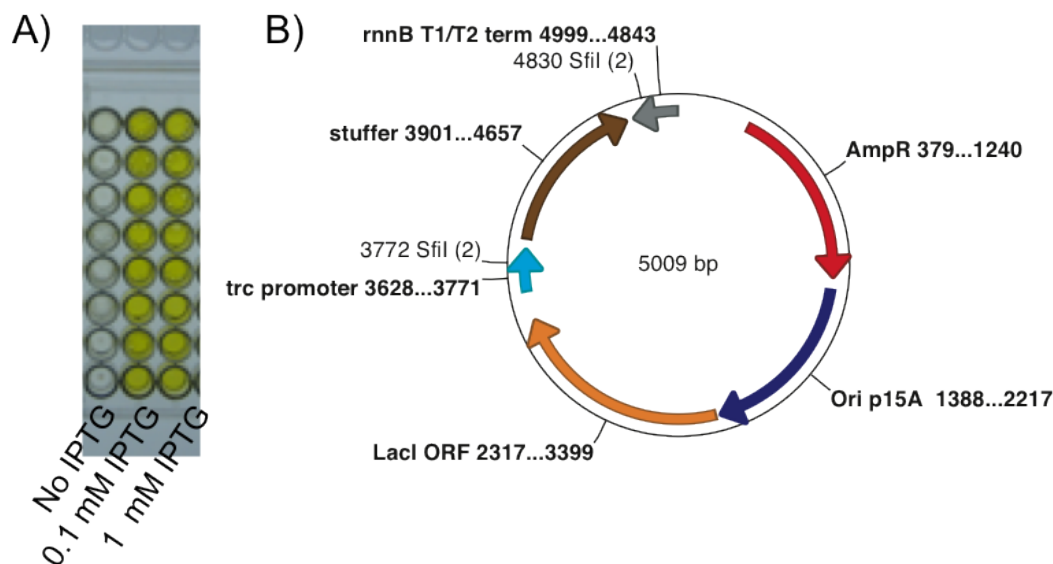 A)
No IPTG
0.1 mM IPTG
1 mM IPTG
B)
rnnB T1/T2 term 4999...4843
4830 SfiI (2)
stuffer 3901...4657
AmpR 379...1240
3772 SfiI (2)
5009 bp
trc promoter 3628...3771
Ori p15A 1388...2217
LacI ORF 2317...3399